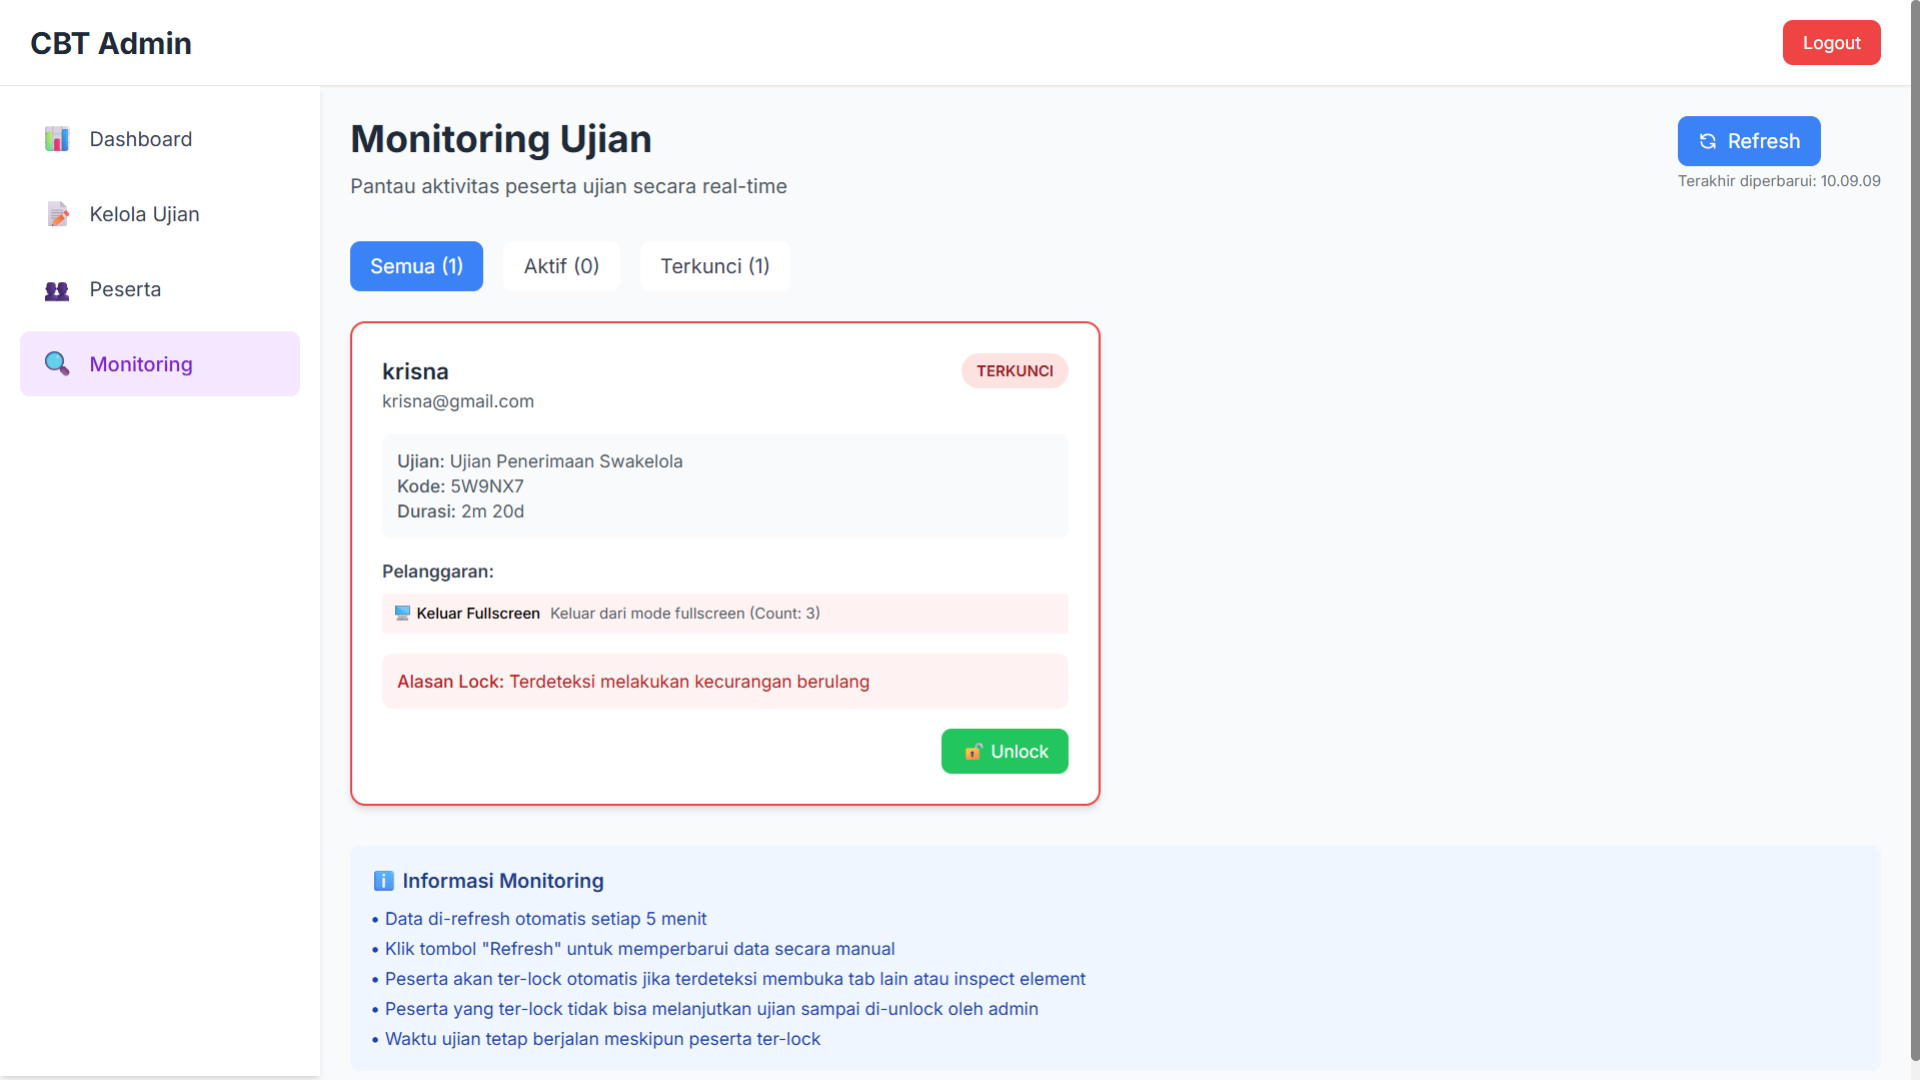 CBT Admin
Logout
Dashboard
Kelola Ujian
Peserta
Monitoring
Monitoring Ujian
Pantau aktivitas peserta ujian secara real-time
Refresh
Terakhir diperbarui: 10.09.09
Semua (1)
Aktif (0)
Terkunci (1)
krisna
TERKUNCI
krisna@gmail.com
Ujian: Ujian Penerimaan Swakelola
Kode: 5W9NX7
Durasi: 2m 20d
Pelanggaran:
Keluar Fullscreen Keluar dari mode fullscreen (Count: 3)
Alasan Lock: Terdeteksi melakukan kecurangan berulang
Unlock
Informasi Monitoring
• Data di-refresh otomatis setiap 5 menit
• Klik tombol "Refresh" untuk memperbarui data secara manual
• Peserta akan ter-lock otomatis jika terdeteksi membuka tab lain atau inspect element
• Peserta yang ter-lock tidak bisa melanjutkan ujian sampai di-unlock oleh admin
• Waktu ujian tetap berjalan meskipun peserta ter-lock